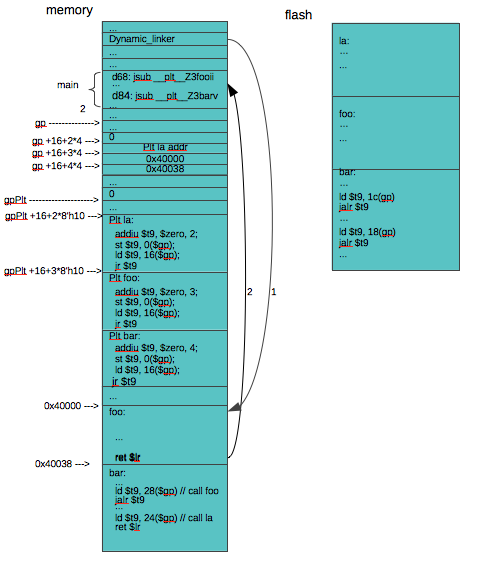 memory
flash
...
Dynamic_linker
...
...
main
d68: jsub __plt__Z3fooii
...
d84: jsub __plt__Z3barv
2
...
gp -------------->
...
gp +16+2*4 --->
0
gp +16+3*4 --->
Plt la addr
0x40000
gp +16+4*4 --->
0x40038
...
gpPlt -------------------->
0
...
gpPlt +16+2*8'h10 --->
Plt la:
addiu $t9, $zero, 2;
st $t9, 0($gp);
ld $t9, 16($gp);
jr $t9
gpPlt +16+3*8'h10 --->
Plt foo:
addiu $t9, $zero, 3;
st $t9, 0($gp);
ld $t9, 16($gp);
jr $t9
2
1
Plt bar:
addiu $t9, $zero, 4;
st $t9, 0($gp);
ld $t9, 16($gp);
jr $t9
...
0x40000 --->
foo:
...
ret $lr
0x40038 --->
bar:
...
ld $t9, 28($gp) // call foo
jalr $t9
...
ld $t9, 24($gp) // call la
ret $lr
la:
...
...
foo:
...
...
bar:
...
ld $t9, 1c(gp)
jalr $t9
...
ld $t9, 18(gp)
jalr $t9
...